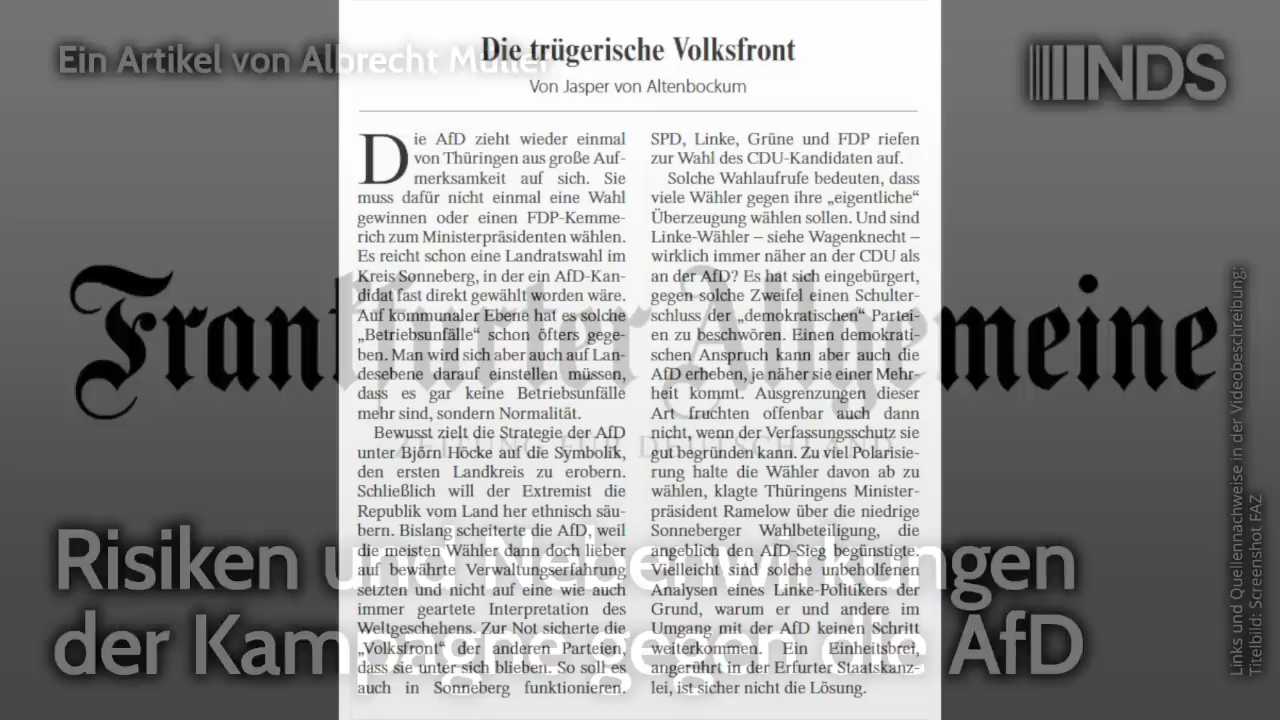 Ein Artikel von Albrecht Müller
NDS
Die trügerische Volksfront
Von Jasper von Altenbockum
Die AfD zieht wieder einmal
von Thüringen aus große Auf-
merksamkeit auf sich. Sie
muss dafür nicht einmal eine Wahl
gewinnen oder einen FDP-Kemme-
rich zum Ministerpräsidenten wählen.
Es reicht schon eine Landratswahl im
Kreis Sonneberg, in der ein AfD-Kan-
didat fast direkt gewählt worden wäre.
Auf kommunaler Ebene hat es solche
„Betriebsunfälle“ schon öfters gege-
ben. Man wird sich aber auch auf Lan-
desebene darauf einstellen müssen,
dass es gar keine Betriebsunfälle
mehr sind, sondern Normalität.
Bewusst zielt die Strategie der AfD
unter Björn Höcke auf die Symbolik,
den ersten Landkreis zu erobern.
Schließlich will der Extremist die
Republik vom Land her ethnisch säu-
bern. Bislang scheiterte die AfD, weil
die meisten Wähler dann doch lieber
auf bewährte Verwaltungserfahrung
setzten und nicht auf eine wie auch
immer geartete Interpretation des
Weltgeschehens. Zur Not sicherte die
„Volksfront“ der anderen Parteien,
dass sie unter sich blieben. So soll es
auch in Sonneberg funktionieren.
SPD, Linke, Grüne und FDP riefen
zur Wahl des CDU-Kandidaten auf.
Solche Wahlaufrufe bedeuten, dass
viele Wähler gegen ihre „eigentliche“
Überzeugung wählen sollen. Und sind
Linke-Wähler – siehe Wagenknecht –
wirklich immer näher an der CDU als
an der AfD? Es hat sich eingebürgert,
gegen solche Zweifel einen Schulter-
schluss der „demokratischen“ Partei-
en zu beschwören. Einen demokrati-
schen Anspruch kann aber auch die
AfD erheben, je näher sie einer Mehr-
heit kommt. Ausgrenzungen dieser
Art fruchten offenbar auch dann
nicht, wenn der Verfassungsschutz sie
gut begründen kann. Zu viel Polarisie-
rung halte die Wähler davon ab zu
wählen, klagte Thüringens Minister-
präsident Ramelow über die niedrige
Sonneberger Wahlbeteiligung, die
angeblich den AfD-Sieg begünstigte.
Vielleicht sind solche unbeholfenen
Analysen eines Linke-Politikers der
Grund, warum er und andere im
Umgang mit der AfD keinen Schritt
weiterkommen. Ein Einheitsbrei,
angerührt in der Erfurter Staatskanz-
lei, ist sicher nicht die Lösung.
Frankfurter Allgemeine
ZEITUNG FÜR DEUTSCHLAND
Risiken und Nebenwirkungen
der Kampagne gegen die AfD
Links und Quellennachweise in der Videobeschreibung;
Titelbild: Screenshot FAZ